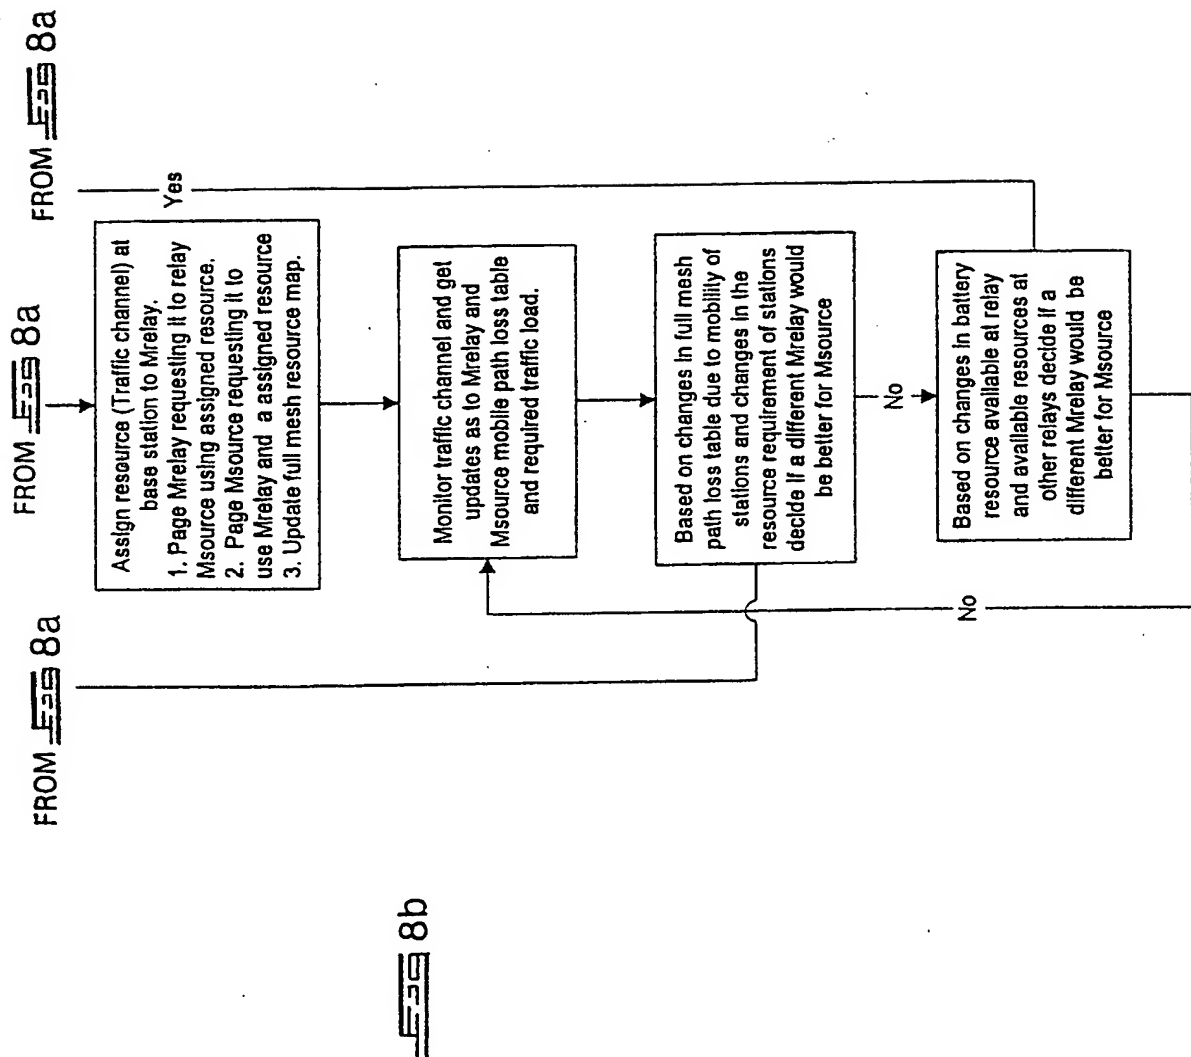 FROM Fig 8a
FROM Fig 8a
FROM Fig 8a
Assign resource (Traffic channel) at
base station to Mrelay.
1. Page Mrelay requesting it to relay
Msource using assigned resource.
2. Page Msource requesting it to
use Mrelay and a assigned resource
3. Update full mesh resource map.
Yes
Monitor traffic channel and get
updates as to Mrelay and
Msource mobile path loss table
and required traffic load.
Based on changes in full mesh
path loss table due to mobility of
stations and changes in the
resource requirement of stations
decide if a different Mrelay would
be better for Msource
No
Based on changes in battery
resource available at relay
and available resources at
other relays decide if a
different Mrelay would be
better for Msource
No
Fig 8b